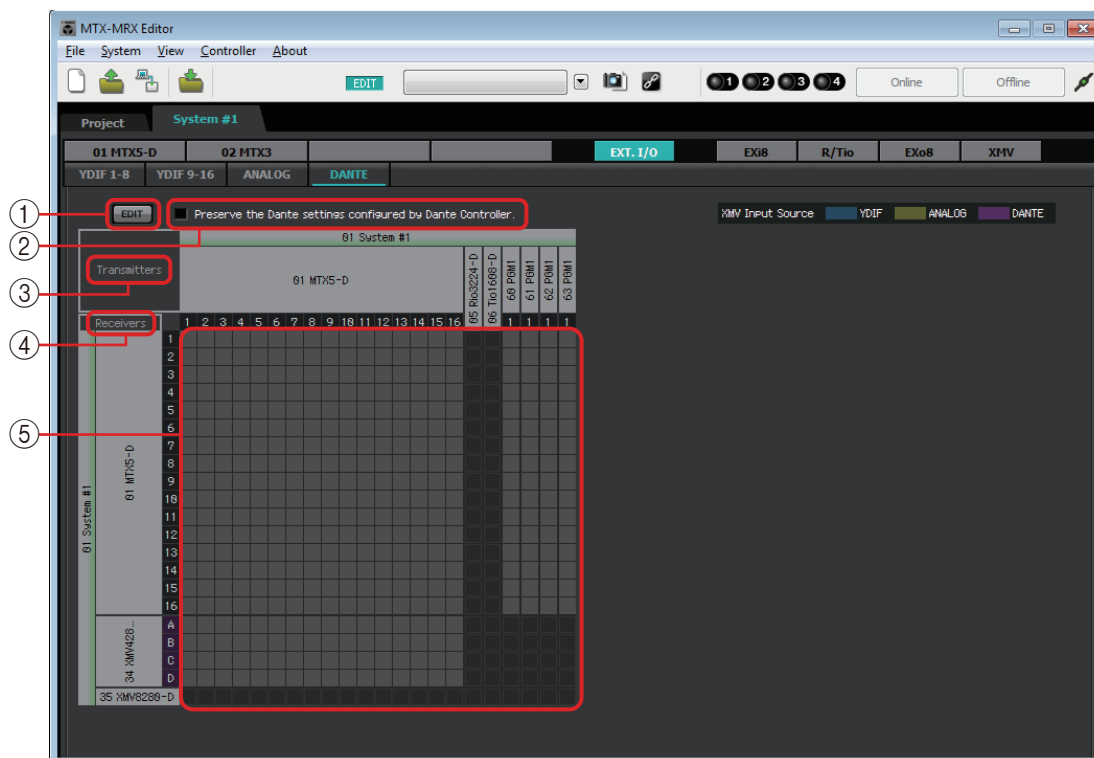 MTX-MRX Editor
File System View Controller About
EDIT 1 2 3 4 Online Offline
Project System #1
01 MTX5-D 02 MTX3 EXT. I/O EXi8 R/Tio EXo8 XMV
YDIF 1-8 YDIF 9-16 ANALOG DANTE
① EDIT Preserve the Dante settings configured by Dante Controller. XMV Input Source YDIF ANALOG DANTE
②
01 System #1
Transmitters
01 MTX5-D
05 Rio3224-D
06 Tio1608-D
60 PGM1
61 PGM1
62 PGM1
63 PGM1
③
Receivers 1 2 3 4 5 6 7 8 9 10 11 12 13 14 15 16 1 1 1 1
④
⑤
01 System #1
01 MTX5-D
1
2
3
4
5
6
7
8
9
10
11
12
13
14
15
16
34 XMV428...
A
B
C
D
35 XMV8280-D